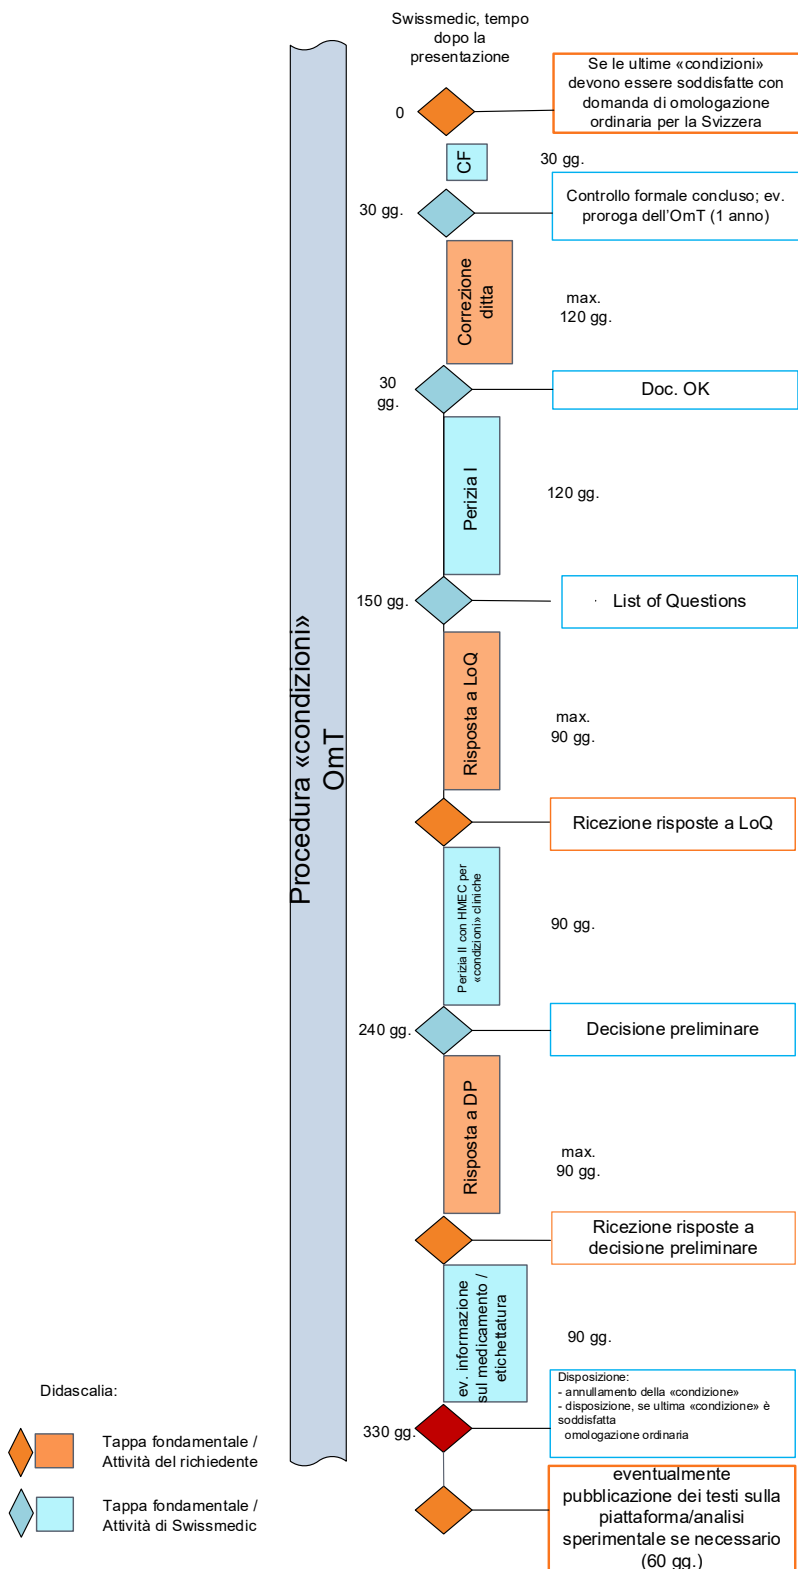 Swissmedic, tempo
dopo la
presentazione
Se le ultime «condizioni»
devono essere soddisfatte con
domanda di omologazione
ordinaria per la Svizzera
0
CF
30 gg.
30 gg.
Controllo formale concluso; ev.
proroga dell'OmT (1 anno)
Correzione
ditta
max.
120 gg.
30
gg.
Doc. OK
Perizia I
120 gg.
150 gg.
· List of Questions
Procedura «condizioni»
OmT
Risposta a LoQ
max.
90 gg.
Ricezione risposte a LoQ
Perizia II con HMEC per
«condizioni» cliniche
90 gg.
240 gg.
Decisione preliminare
Risposta a DP
max.
90 gg.
Ricezione risposte a
decisione preliminare
ev. informazione
sul medicamento /
etichettatura
90 gg.
330 gg.
Disposizione:
- annullamento della «condizione»
- disposizione, se ultima «condizione» è
soddisfatta
omologazione ordinaria
eventualmente
pubblicazione dei testi sulla
piattaforma/analisi
sperimentale se necessario
(60 gg.)
Didascalia:
Tappa fondamentale /
Attività del richiedente
Tappa fondamentale /
Attività di Swissmedic